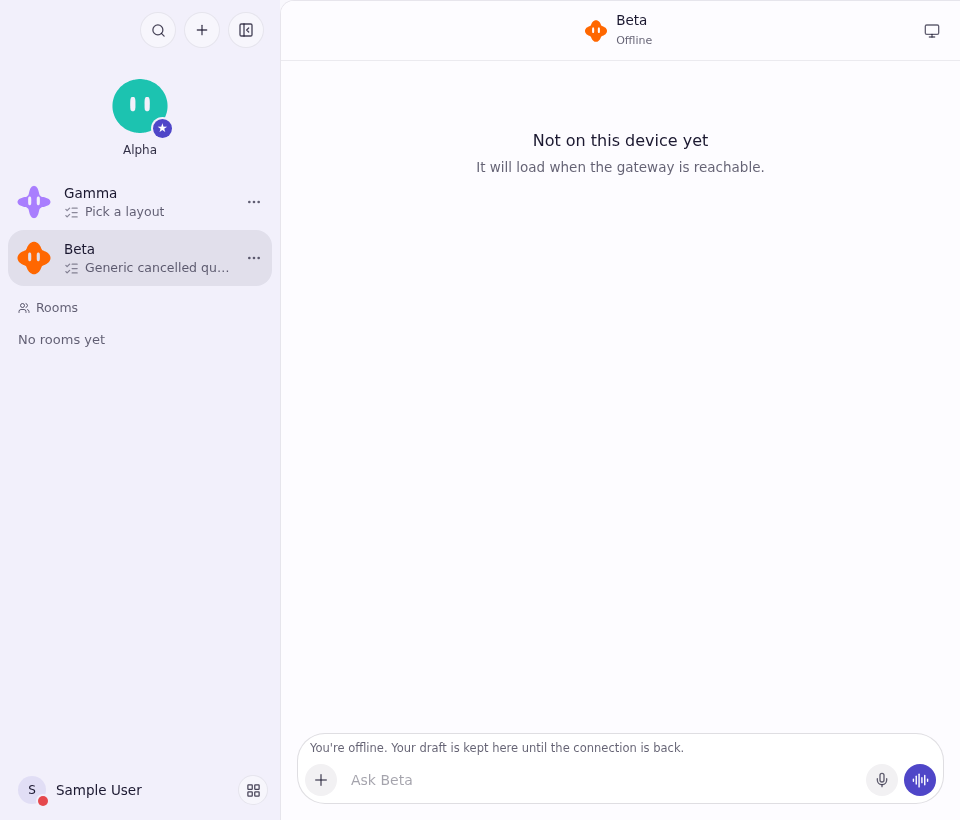 Alpha
Gamma
Pick a layout
Beta
Generic cancelled qu...
Rooms
No rooms yet
S
Sample User
Beta
Offline
Not on this device yet
It will load when the gateway is reachable.
You're offline. Your draft is kept here until the connection is back.
Ask Beta